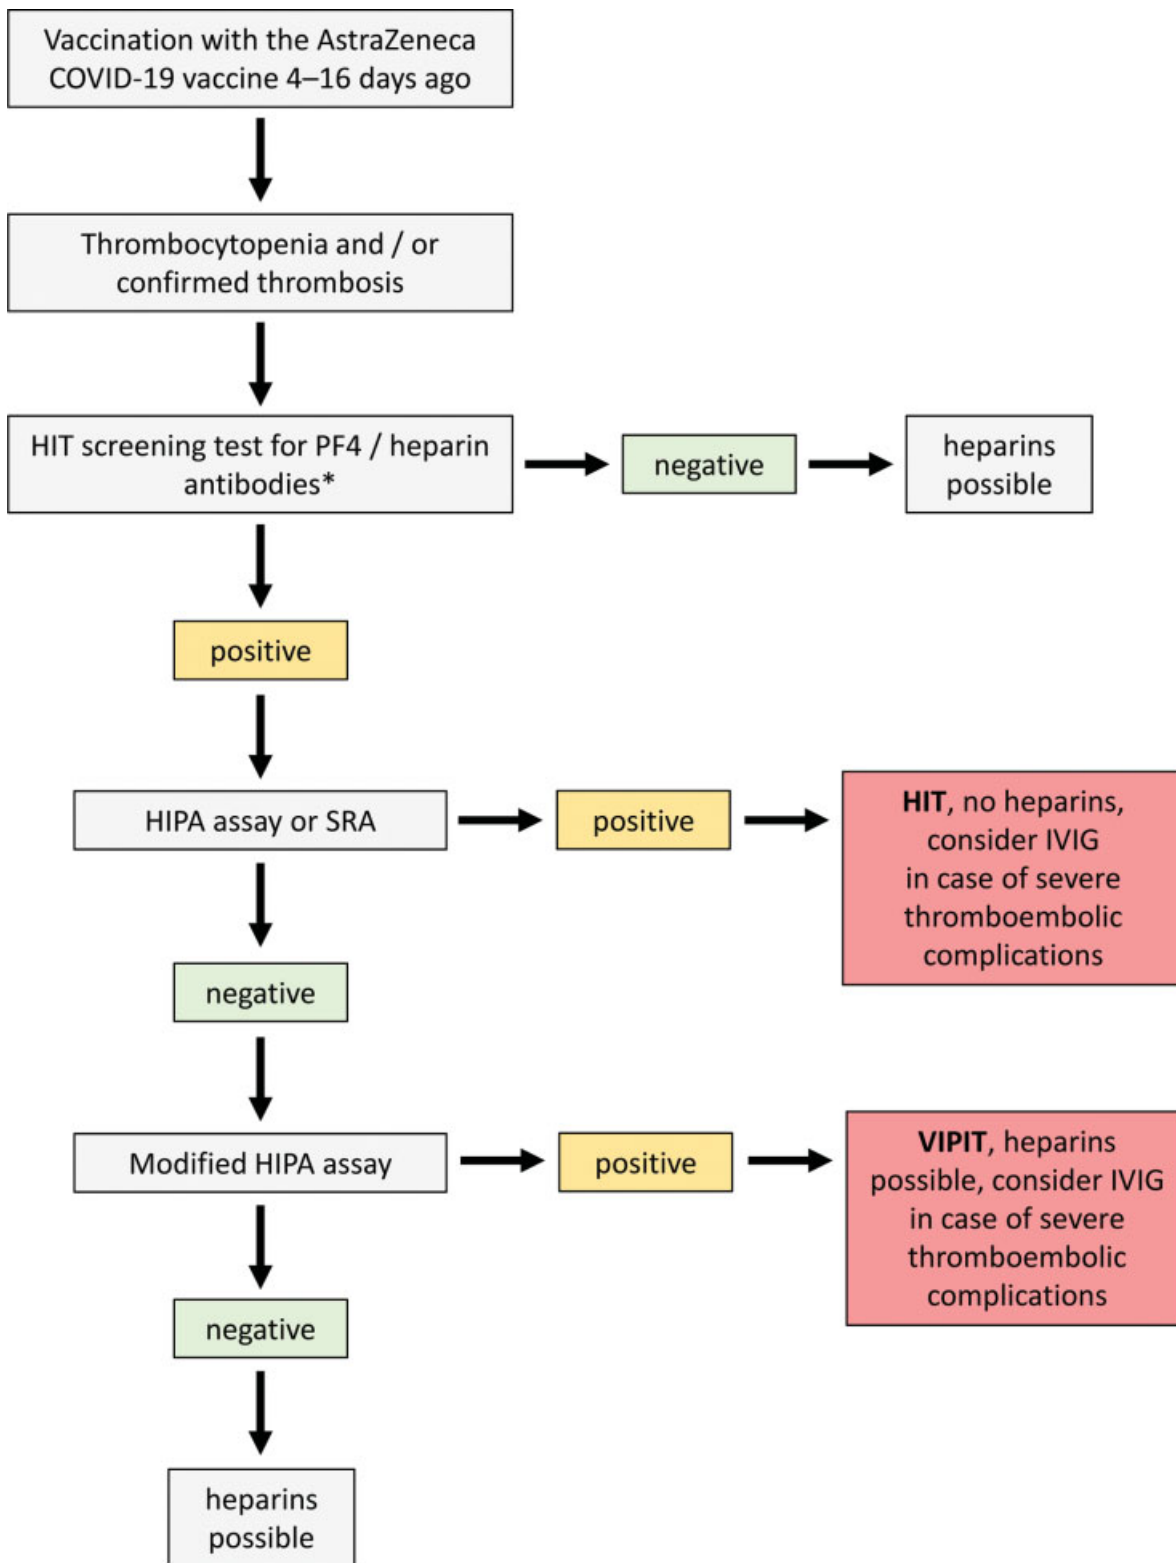 Vaccination with the AstraZeneca
COVID-19 vaccine 4–16 days ago
Thrombocytopenia and / or
confirmed thrombosis
HIT screening test for PF4 / heparin
antibodies*
negative
heparins
possible
positive
HIPA assay or SRA
positive
HIT, no heparins,
consider IVIG
in case of severe
thromboembolic
complications
negative
Modified HIPA assay
positive
VIPIT, heparins
possible, consider IVIG
in case of severe
thromboembolic
complications
negative
heparins
possible